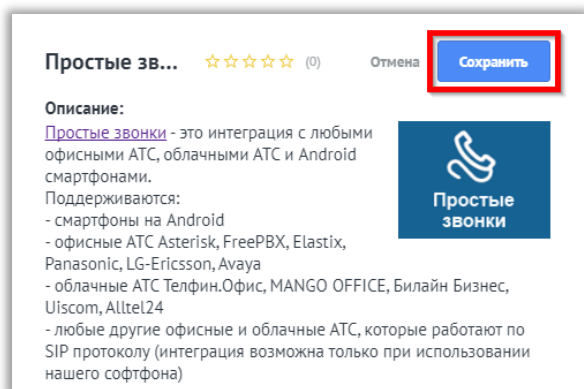 Простые зв... (0) Отмена Сохранить
Описание:
Простые звонки - это интеграция с любыми
офисными АТС, облачными АТС и Android
смартфонами.
Поддерживаются:
- смартфоны на Android
- офисные АТС Asterisk, FreePBX, Elastix,
Panasonic, LG-Ericsson, Avaya
- облачные АТС Телфин.Офис, MANGO OFFICE, Билайн Бизнес,
Uiscom, Alltel24
- любые другие офисные и облачные АТС, которые работают по
SIP протоколу (интеграция возможна только при использовании
нашего софтфона)
Простые
звонки